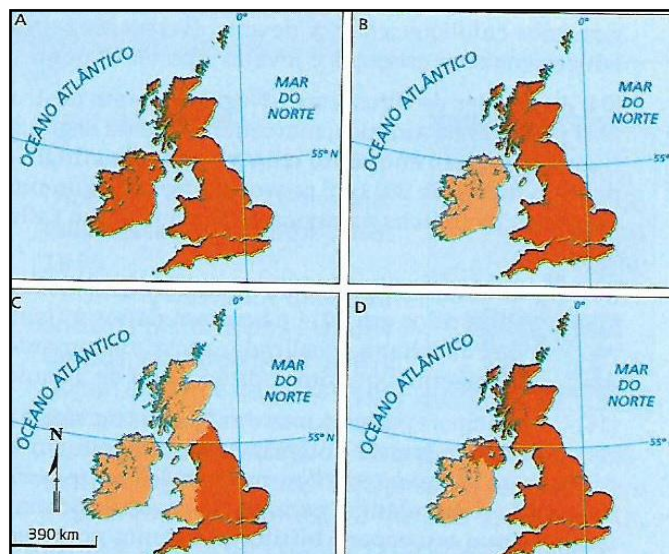 A
0°
OCEANO ATLÂNTICO
MAR
DO
NORTE
55° N
B
0°
OCEANO ATLÂNTICO
MAR
DO
NORTE
55° N
C
0°
OCEANO ATLÂNTICO
MAR
DO
NORTE
55° N
N
390 km
D
0°
OCEANO ATLÂNTICO
MAR
DO
NORTE
55° N